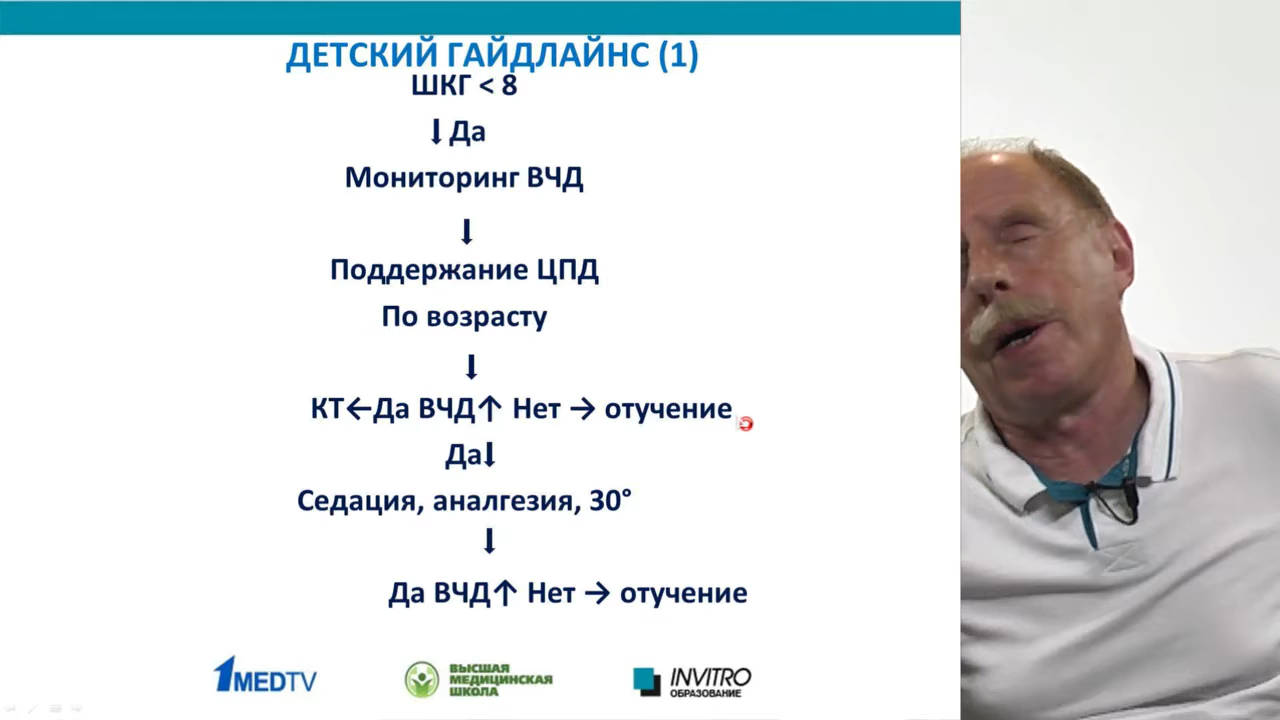 ДЕТСКИЙ ГАЙДЛАЙНС (1)
ШКГ < 8
↓ Да
Мониторинг ВЧД
↓
Поддержание ЦПД
По возрасту
↓
КТ←Да ВЧД↑ Нет → отучение
Да↓
Седация, аналгезия, 30°
↓
Да ВЧД↑ Нет → отучение
1MEDTV
ВЫСШАЯ
МЕДИЦИНСКАЯ
ШКОЛА
INVITRO
ОБРАЗОВАНИЕ